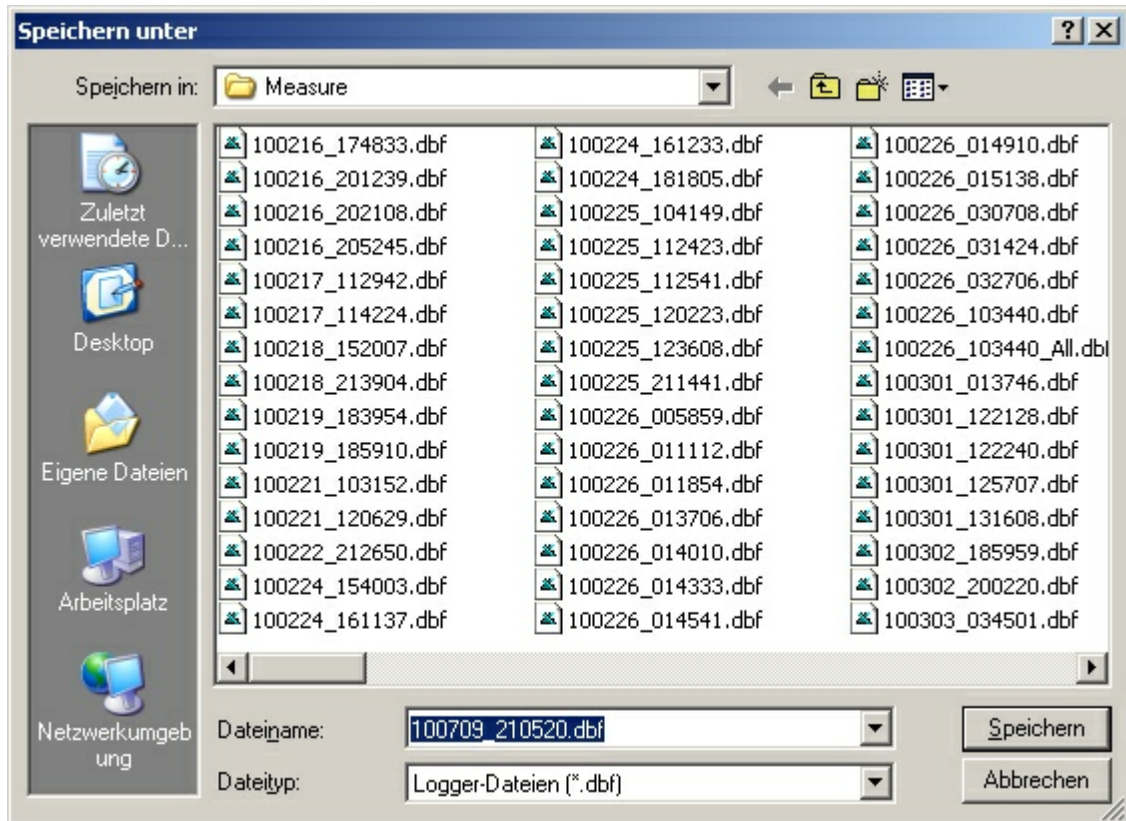 Speichern unter
Speichern in: Measure
Zuletzt
verwendete D...
Desktop
Eigene Dateien
Arbeitsplatz
Netzwerkumgeb
ung
100216_174833.dbf
100216_201239.dbf
100216_202108.dbf
100216_205245.dbf
100217_112942.dbf
100217_114224.dbf
100218_152007.dbf
100218_213904.dbf
100219_183954.dbf
100219_185910.dbf
100221_103152.dbf
100221_120629.dbf
100222_212650.dbf
100224_154003.dbf
100224_161137.dbf
100224_161233.dbf
100224_181805.dbf
100225_104149.dbf
100225_112423.dbf
100225_112541.dbf
100225_120223.dbf
100225_123608.dbf
100225_211441.dbf
100226_005859.dbf
100226_011112.dbf
100226_011854.dbf
100226_013706.dbf
100226_014010.dbf
100226_014333.dbf
100226_014541.dbf
100226_014910.dbf
100226_015138.dbf
100226_030708.dbf
100226_031424.dbf
100226_032706.dbf
100226_103440.dbf
100226_103440_All.dbf
100301_013746.dbf
100301_122128.dbf
100301_122240.dbf
100301_125707.dbf
100301_131608.dbf
100302_185959.dbf
100302_200220.dbf
100303_034501.dbf
Dateiname: 100709_210520.dbf Speichern
Dateityp: Logger-Dateien (*.dbf) Abbrechen